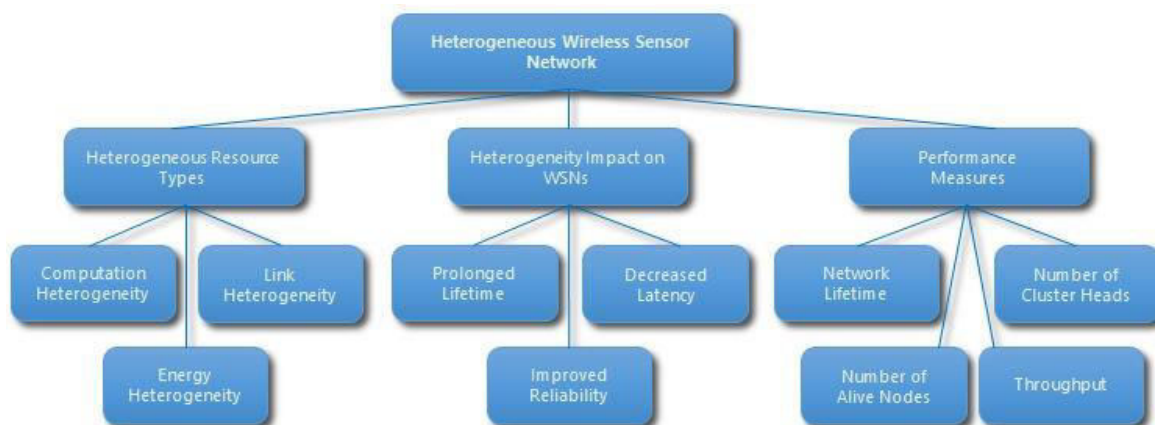 Heterogeneous Wireless Sensor
Network
Heterogeneous Resource
Types
Heterogeneity Impact on
WSNs
Performance
Measures
Computation
Heterogeneity
Link
Heterogeneity
Prolonged
Lifetime
Decreased
Latency
Network
Lifetime
Number of
Cluster Heads
Energy
Heterogeneity
Improved
Reliability
Number of
Alive Nodes
Throughput